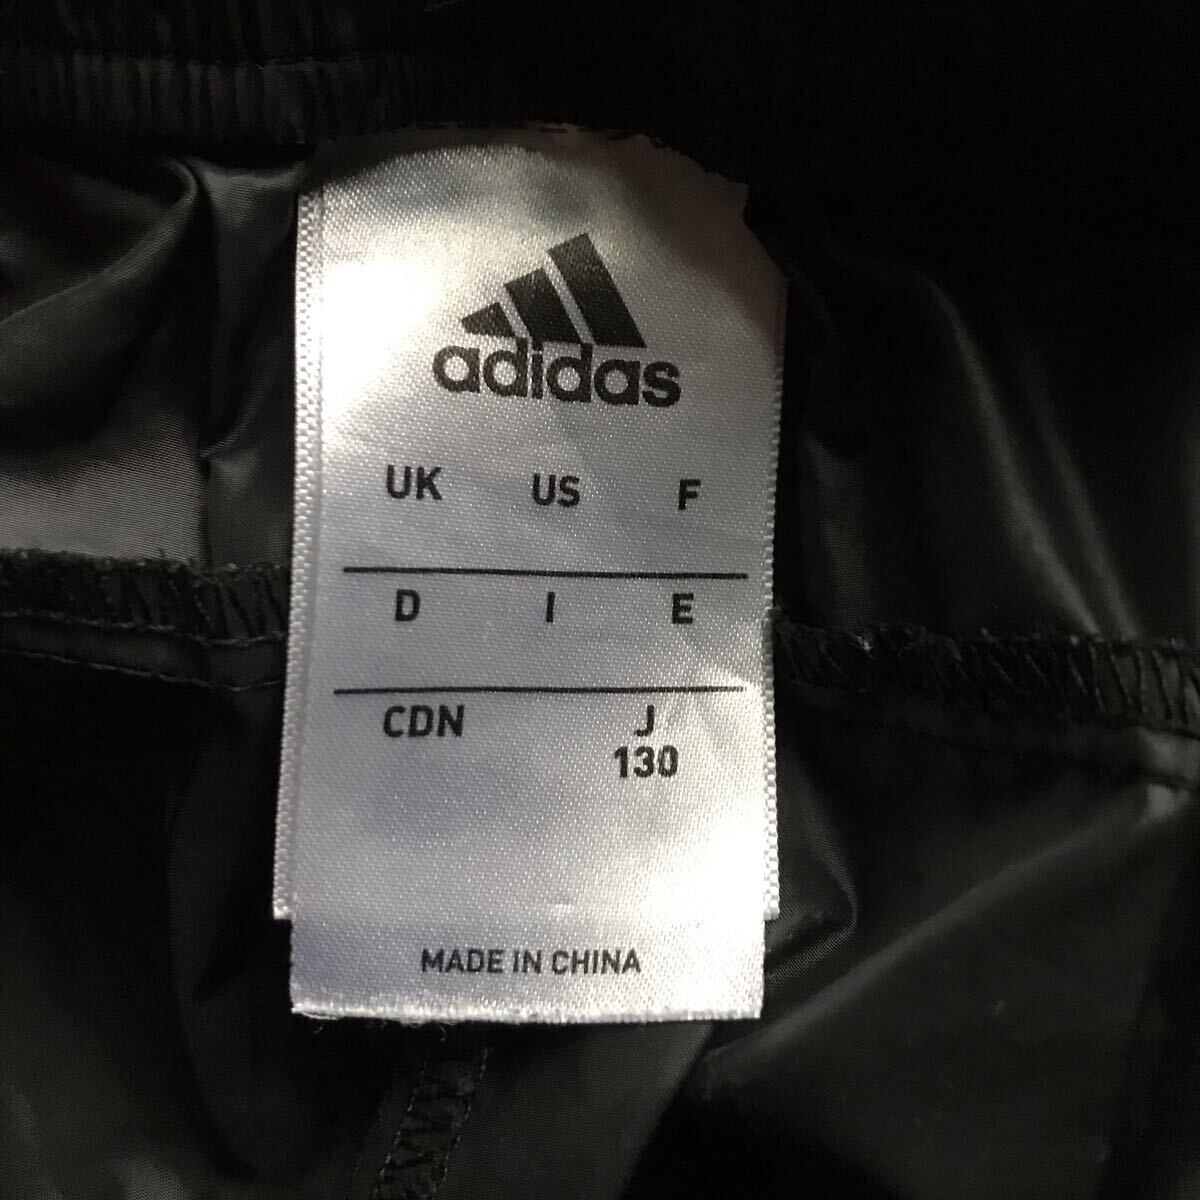 adidas
UK US F
D I E
CDN J
130
MADE IN CHINA